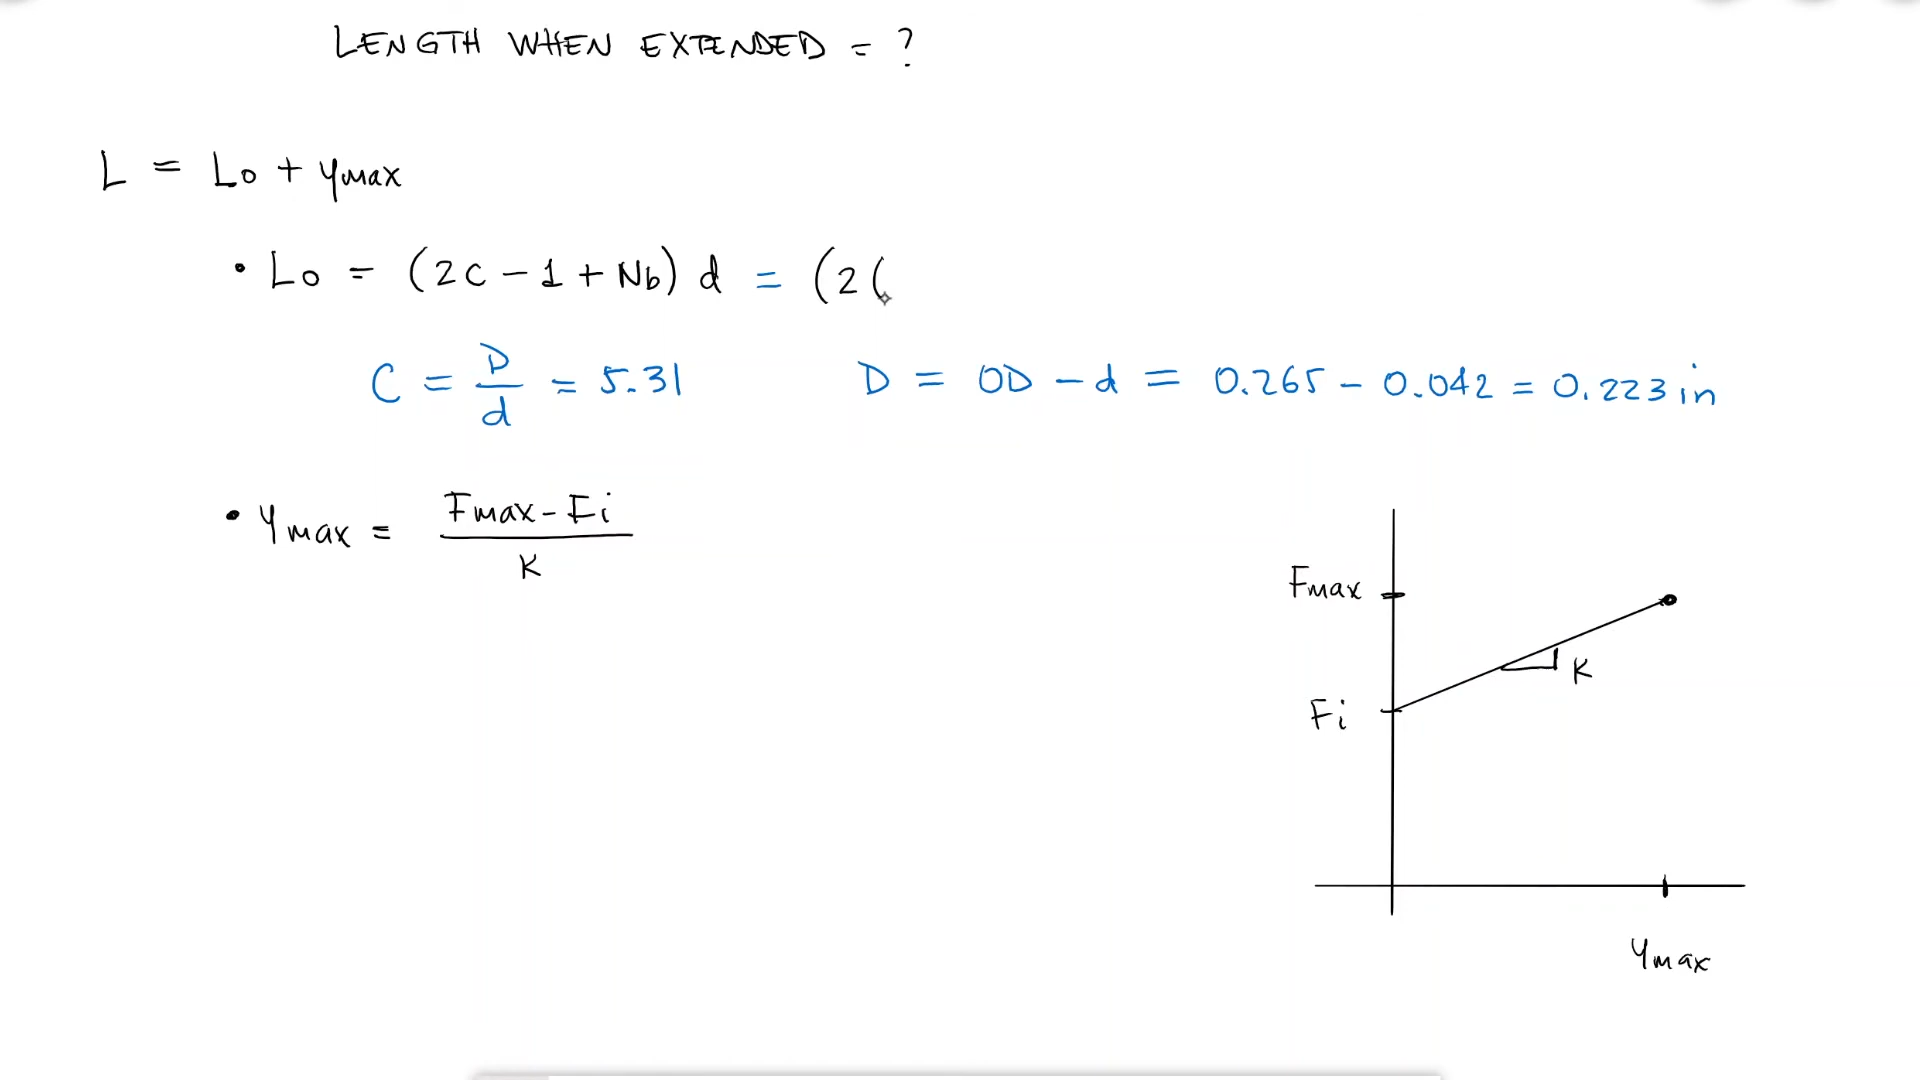 LENGTH WHEN EXTENDED = ?
L = Lo + ymax
• Lo = (2C - 1 + Nb) d = (2(
C = D/d = 5.31
D = OD - d = 0.265 - 0.042 = 0.223 in
• ymax = Fmax - Fi / K
Fmax
K
Fi
ymax